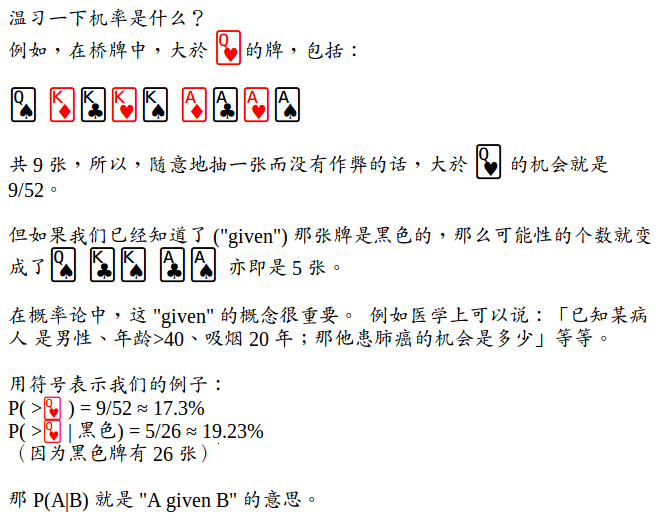 温习一下机率是什么？
例如，在桥牌中，大於 Q♥ 的牌，包括：
Q♠ K♦ K♣ K♥ K♠ A♦ A♣ A♥ A♠
共 9 张，所以，随意地抽一张而没有作弊的话，大於 Q♥ 的机会就是
9/52。
但如果我们已经知道了 ("given") 那张牌是黑色的，那么可能性的个数就变
成了 Q♠ K♣ K♠ A♣ A♠ 亦即是 5 张。
在概率论中，这 "given" 的概念很重要。 例如医学上可以说：「已知某病
人 是男性、年龄>40、吸烟 20 年；那他患肺癌的机会是多少」等等。
用符号表示我们的例子：
P( >Q♥ ) = 9/52 ≈ 17.3%
P( >Q♥ | 黑色) = 5/26 ≈ 19.23%
（因为黑色牌有 26 张）
那 P(A|B) 就是 "A given B" 的意思。